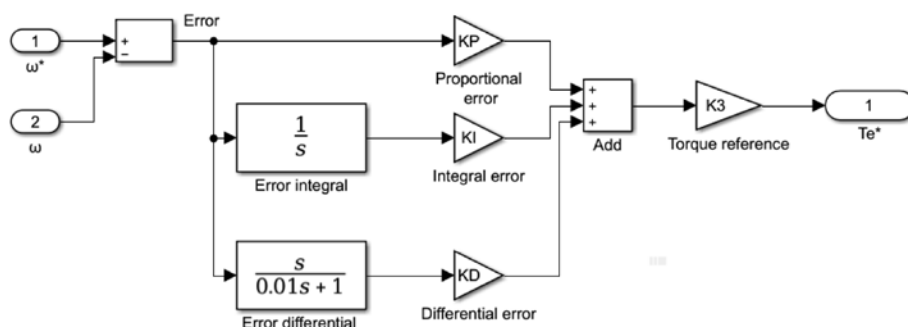 Error
1
+
−
ω*
KP
Proportional
error
2
ω
1
s
Error integral
KI
Integral error
+
+
+
Add
K3
Torque reference
1
Te*
s
0.01s + 1
Error differential
KD
Differential error